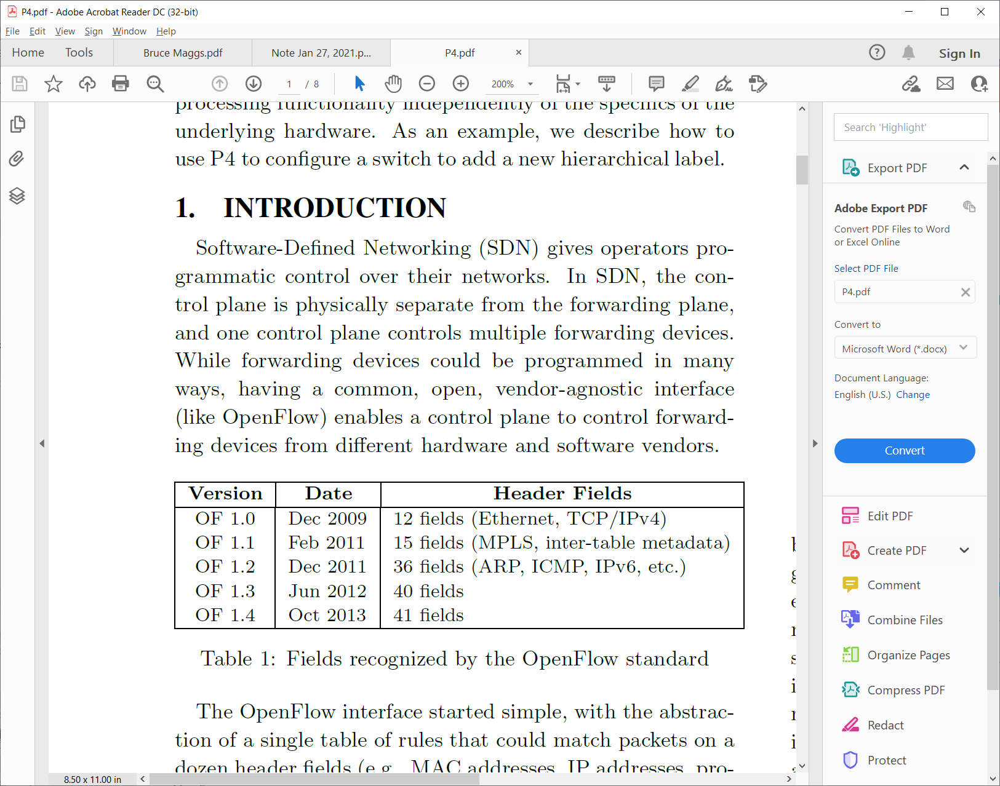 P4.pdf - Adobe Acrobat Reader DC (32-bit)
File Edit View Sign Window Help
Home Tools Bruce Maggs.pdf Note Jan 27, 2021.p... P4.pdf × Sign In
1 / 8 200%
processing functionality independently of the specifics of the
underlying hardware. As an example, we describe how to
use P4 to configure a switch to add a new hierarchical label.
1. INTRODUCTION
Software-Defined Networking (SDN) gives operators pro-
grammatic control over their networks. In SDN, the con-
trol plane is physically separate from the forwarding plane,
and one control plane controls multiple forwarding devices.
While forwarding devices could be programmed in many
ways, having a common, open, vendor-agnostic interface
(like OpenFlow) enables a control plane to control forward-
ing devices from different hardware and software vendors.
Version Date Header Fields
OF 1.0 Dec 2009 12 fields (Ethernet, TCP/IPv4)
OF 1.1 Feb 2011 15 fields (MPLS, inter-table metadata)
OF 1.2 Dec 2011 36 fields (ARP, ICMP, IPv6, etc.)
OF 1.3 Jun 2012 40 fields
OF 1.4 Oct 2013 41 fields
Table 1: Fields recognized by the OpenFlow standard
The OpenFlow interface started simple, with the abstrac-
tion of a single table of rules that could match packets on a
dozen header fields (e.g., MAC addresses, IP addresses, pro-
8.50 x 11.00 in
Search 'Highlight'
Export PDF
Adobe Export PDF
Convert PDF Files to Word
or Excel Online
Select PDF File
P4.pdf
Convert to
Microsoft Word (*.docx)
Document Language:
English (U.S.) Change
Convert
Edit PDF
Create PDF
Comment
Combine Files
Organize Pages
Compress PDF
Redact
Protect